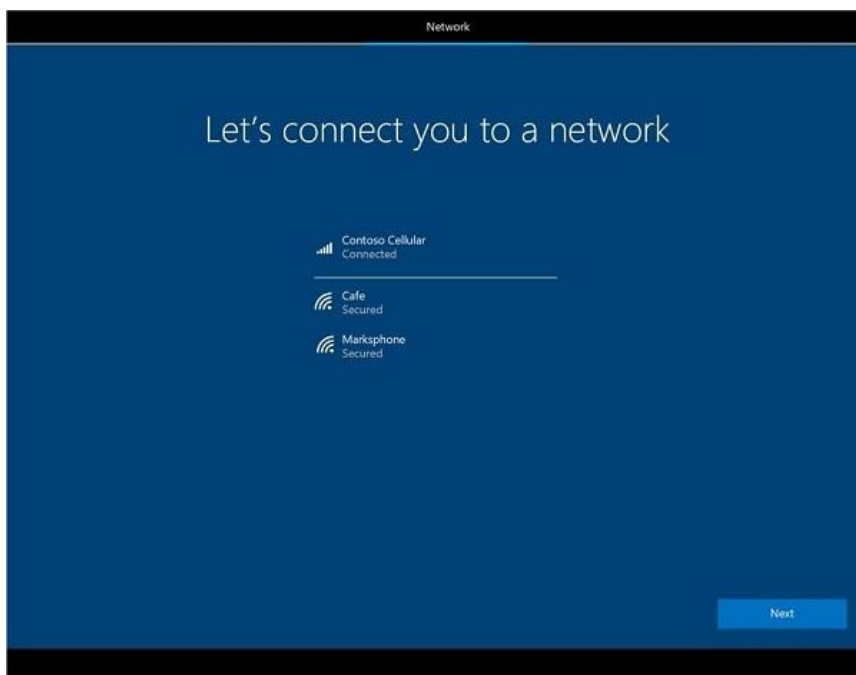 Network
Let's connect you to a network
Contoso Cellular
Connected
Cafe
Secured
Marksphone
Secured
Next